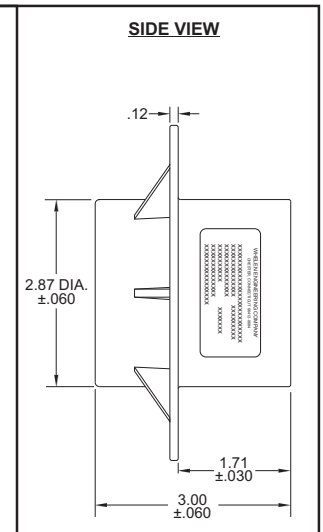 SIDE VIEW
.12
2.87 DIA.
±.060
WHELEN ENGINEERING COMPANY
1.71
±.030
3.00
±.060